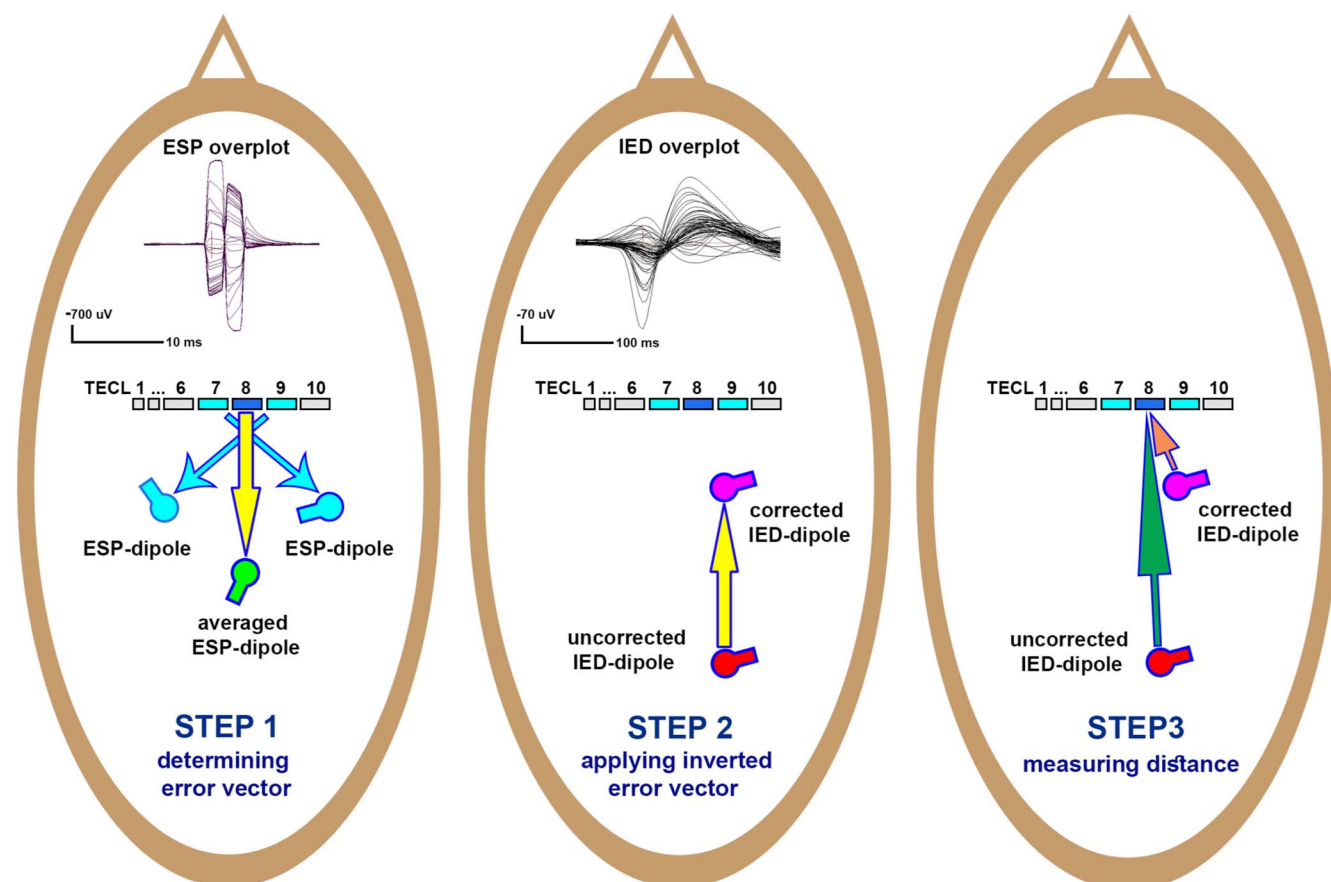 ESP overplot
-700 uV
10 ms
TECL 1 ... 6 7 8 9 10
ESP-dipole
ESP-dipole
averaged
ESP-dipole
STEP 1
determining
error vector
IED overplot
-70 uV
100 ms
TECL 1 ... 6 7 8 9 10
corrected
IED-dipole
uncorrected
IED-dipole
STEP 2
applying inverted
error vector
TECL 1 ... 6 7 8 9 10
corrected
IED-dipole
uncorrected
IED-dipole
STEP3
measuring distance